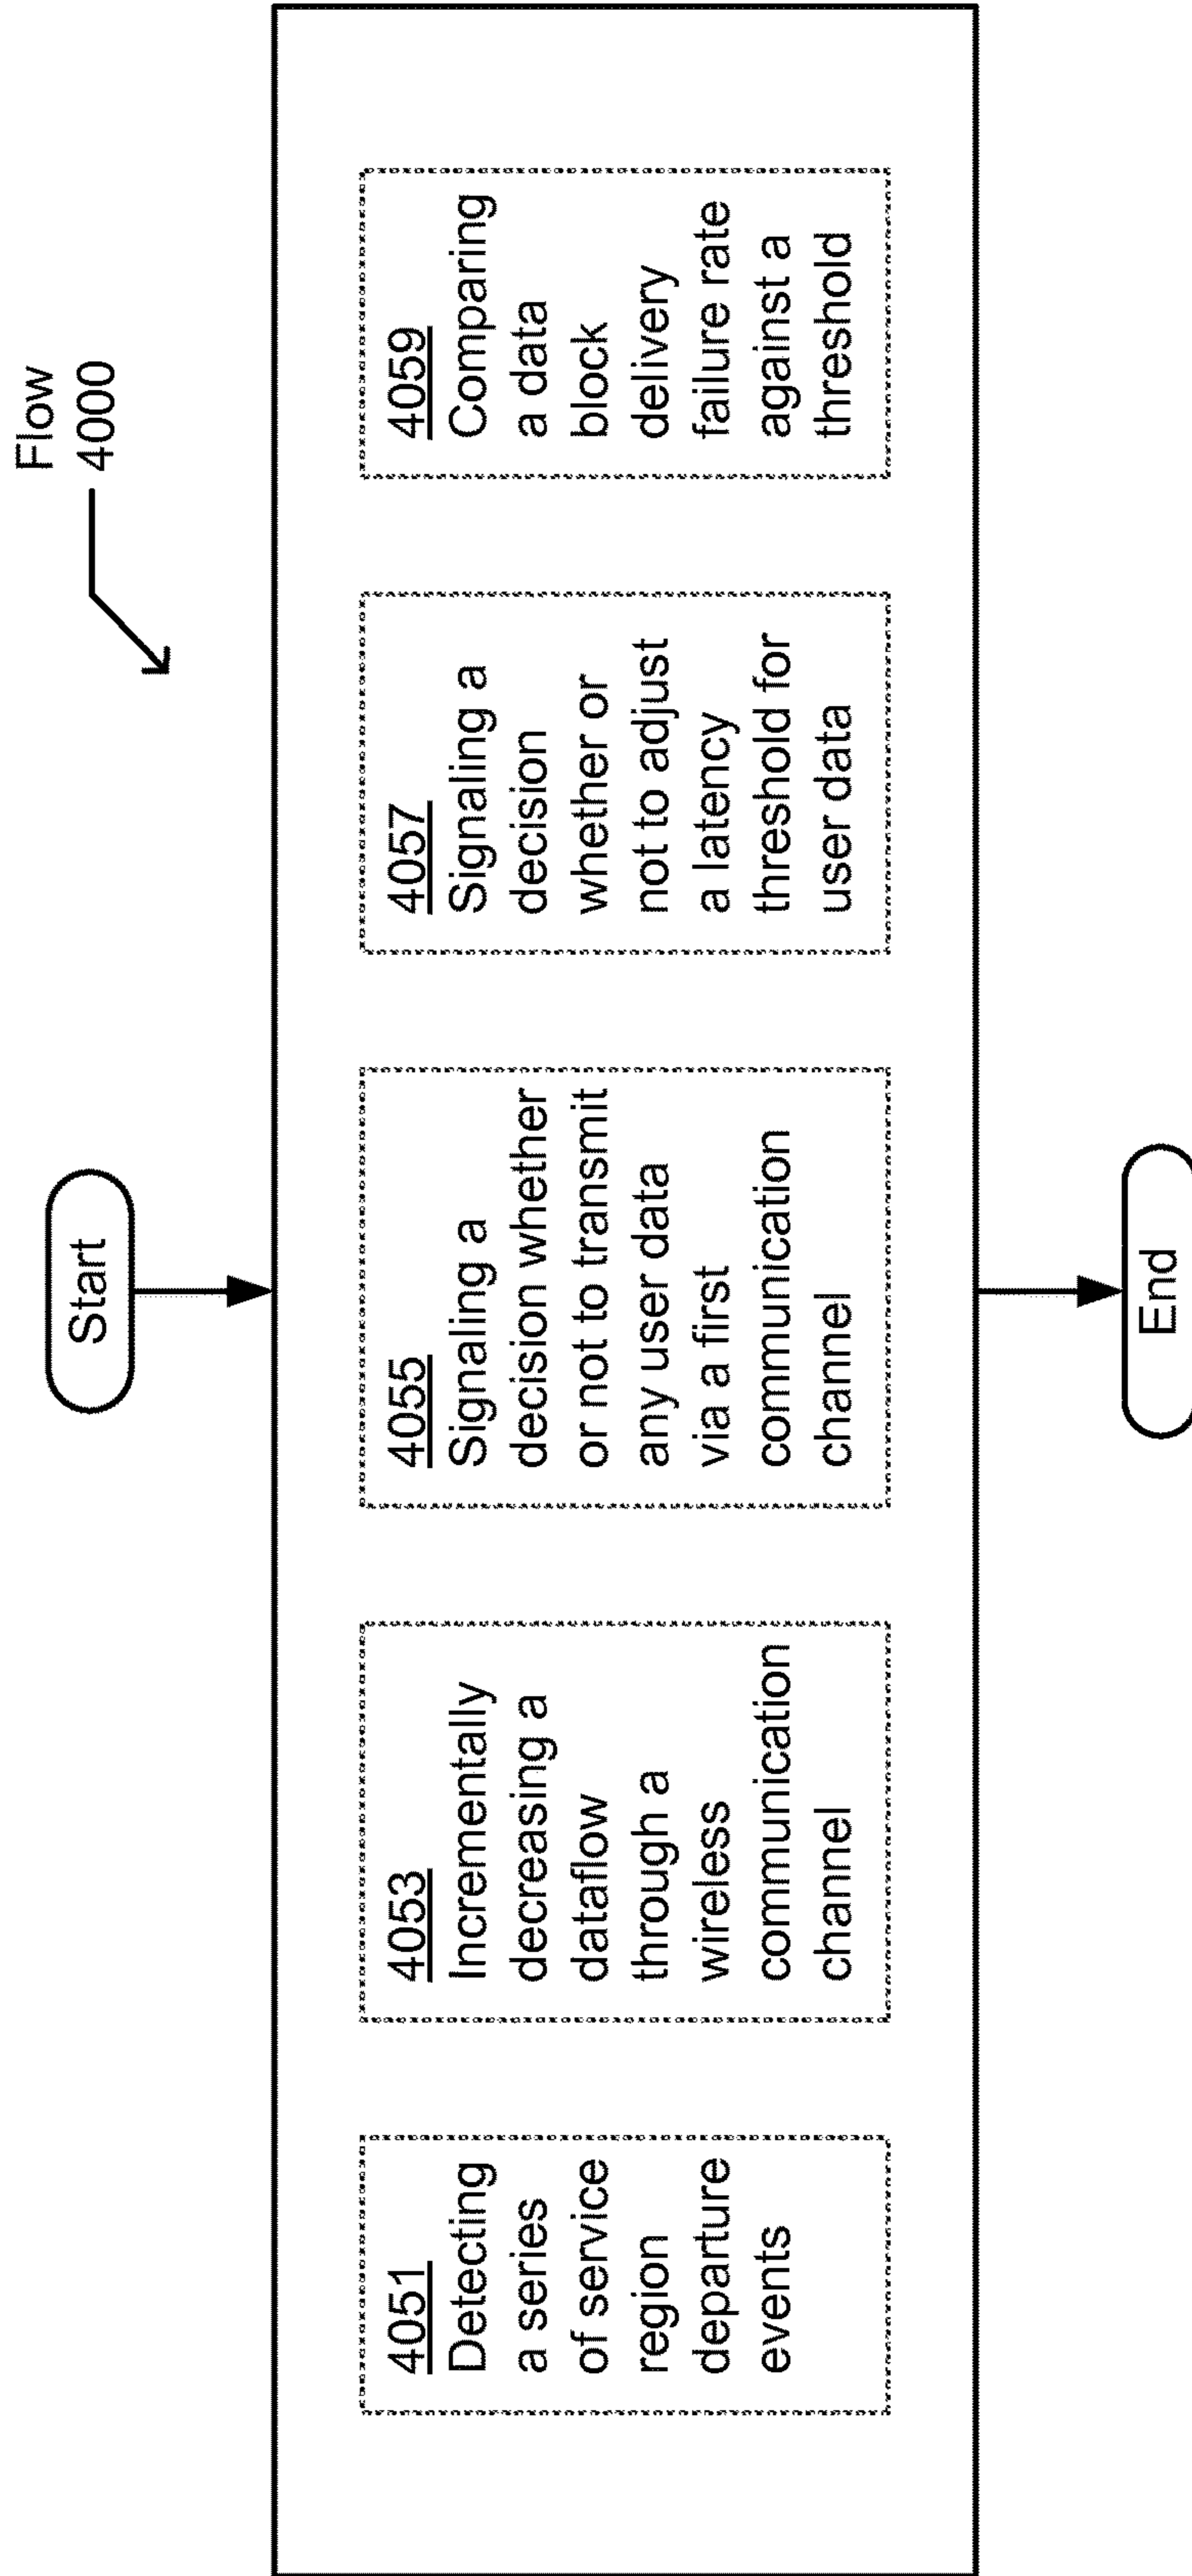 Flow
4000
Start
4051
Detecting
a series
of service
region
departure
events
4053
Incrementally
decreasing a
dataflow
through a
wireless
communication
channel
4055
Signaling a
decision whether
or not to transmit
any user data
via a first
communication
channel
4057
Signaling a
decision
whether or
not to adjust
a latency
threshold for
user data
4059
Comparing
a data
block
delivery
failure rate
against a
threshold
End